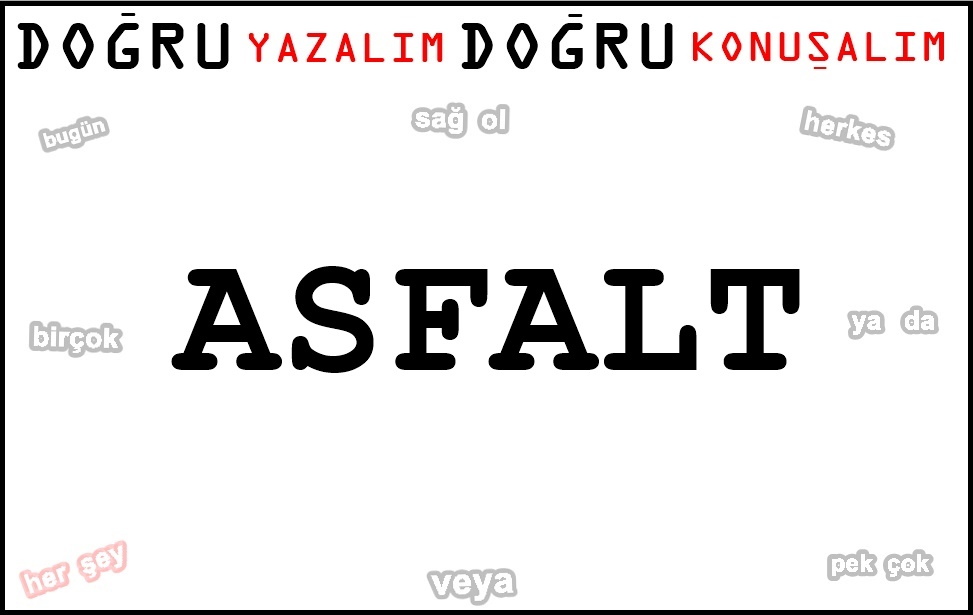 DOĞRU YAZALIM DOĞRU KONUŞALIM
bugün
sağ ol
herkes
ASFALT
birçok
ya da
her şey
veya
pek çok